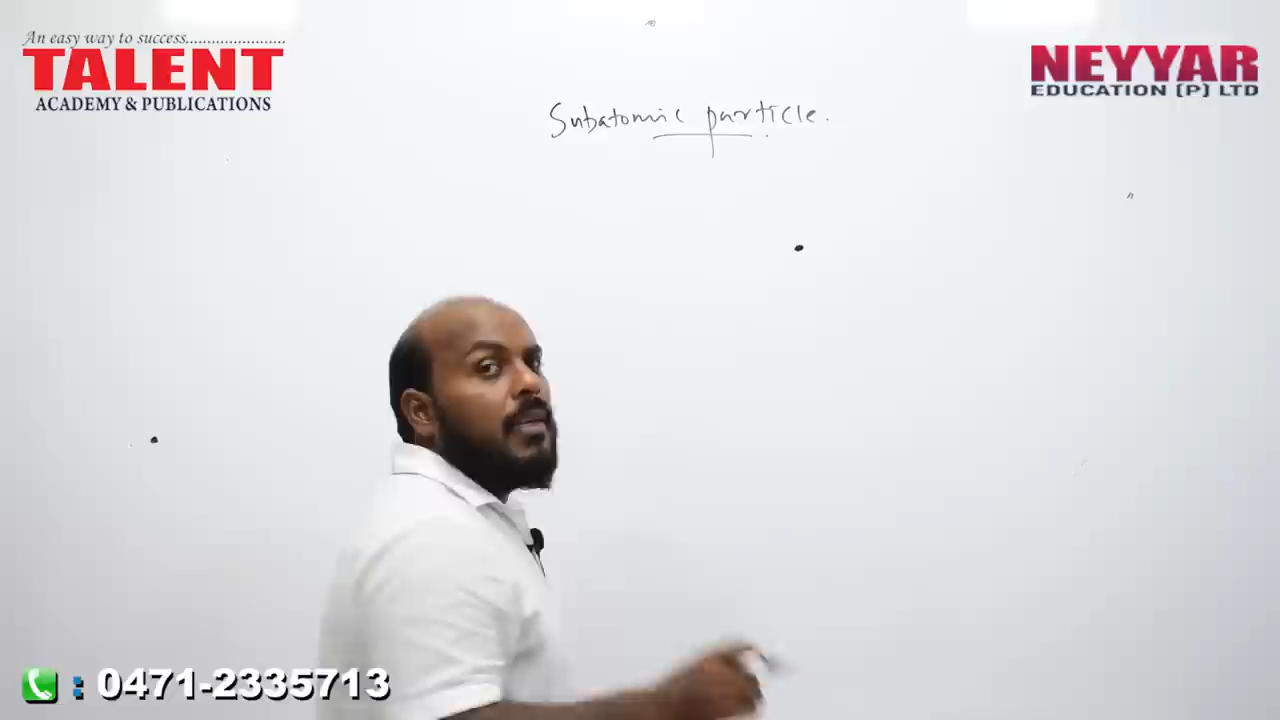 An easy way to success.......................
TALENT
ACADEMY & PUBLICATIONS
NEYYAR
EDUCATION (P) LTD
Subatomic particle.
: 0471-2335713